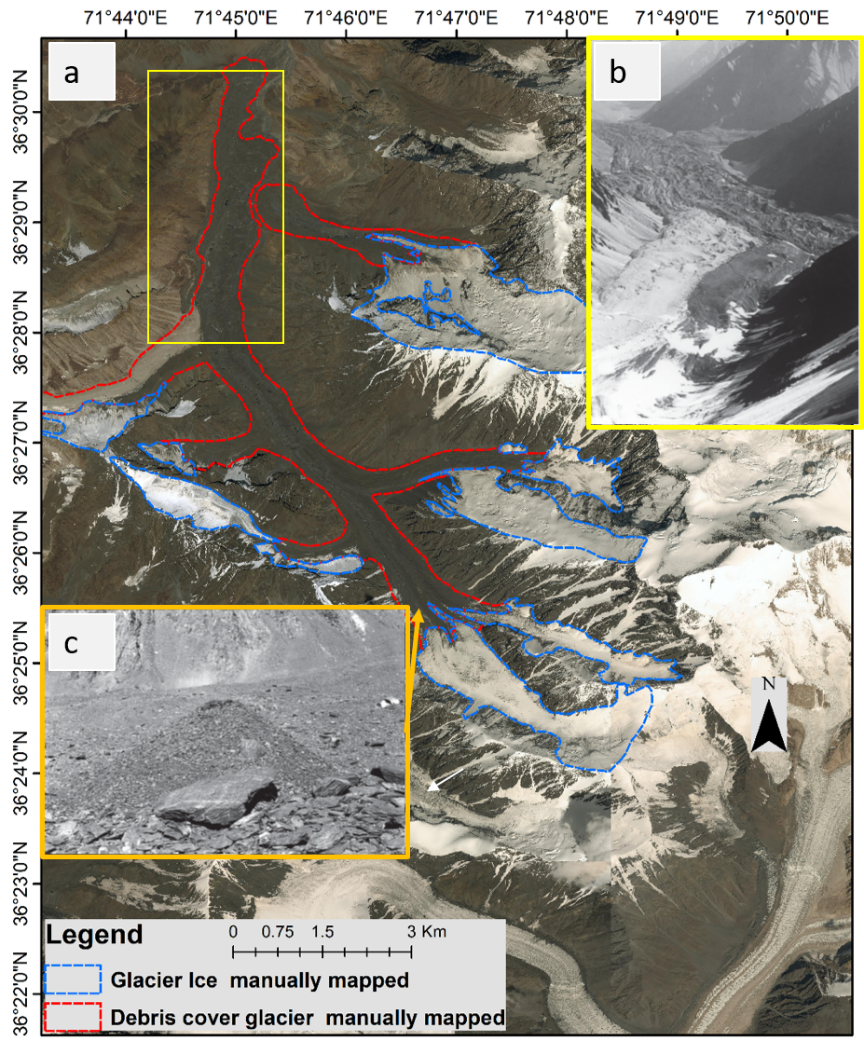 71°44'0"E 71°45'0"E 71°46'0"E 71°47'0"E 71°48'0"E 71°49'0"E 71°50'0"E
a
b
36°30'0"N
36°29'0"N
36°28'0"N
36°27'0"N
36°26'0"N
36°25'0"N
36°24'0"N
36°23'0"N
36°22'0"N
c
N
Legend
0 0.75 1.5 3 Km
Glacier Ice manually mapped
Debris cover glacier manually mapped